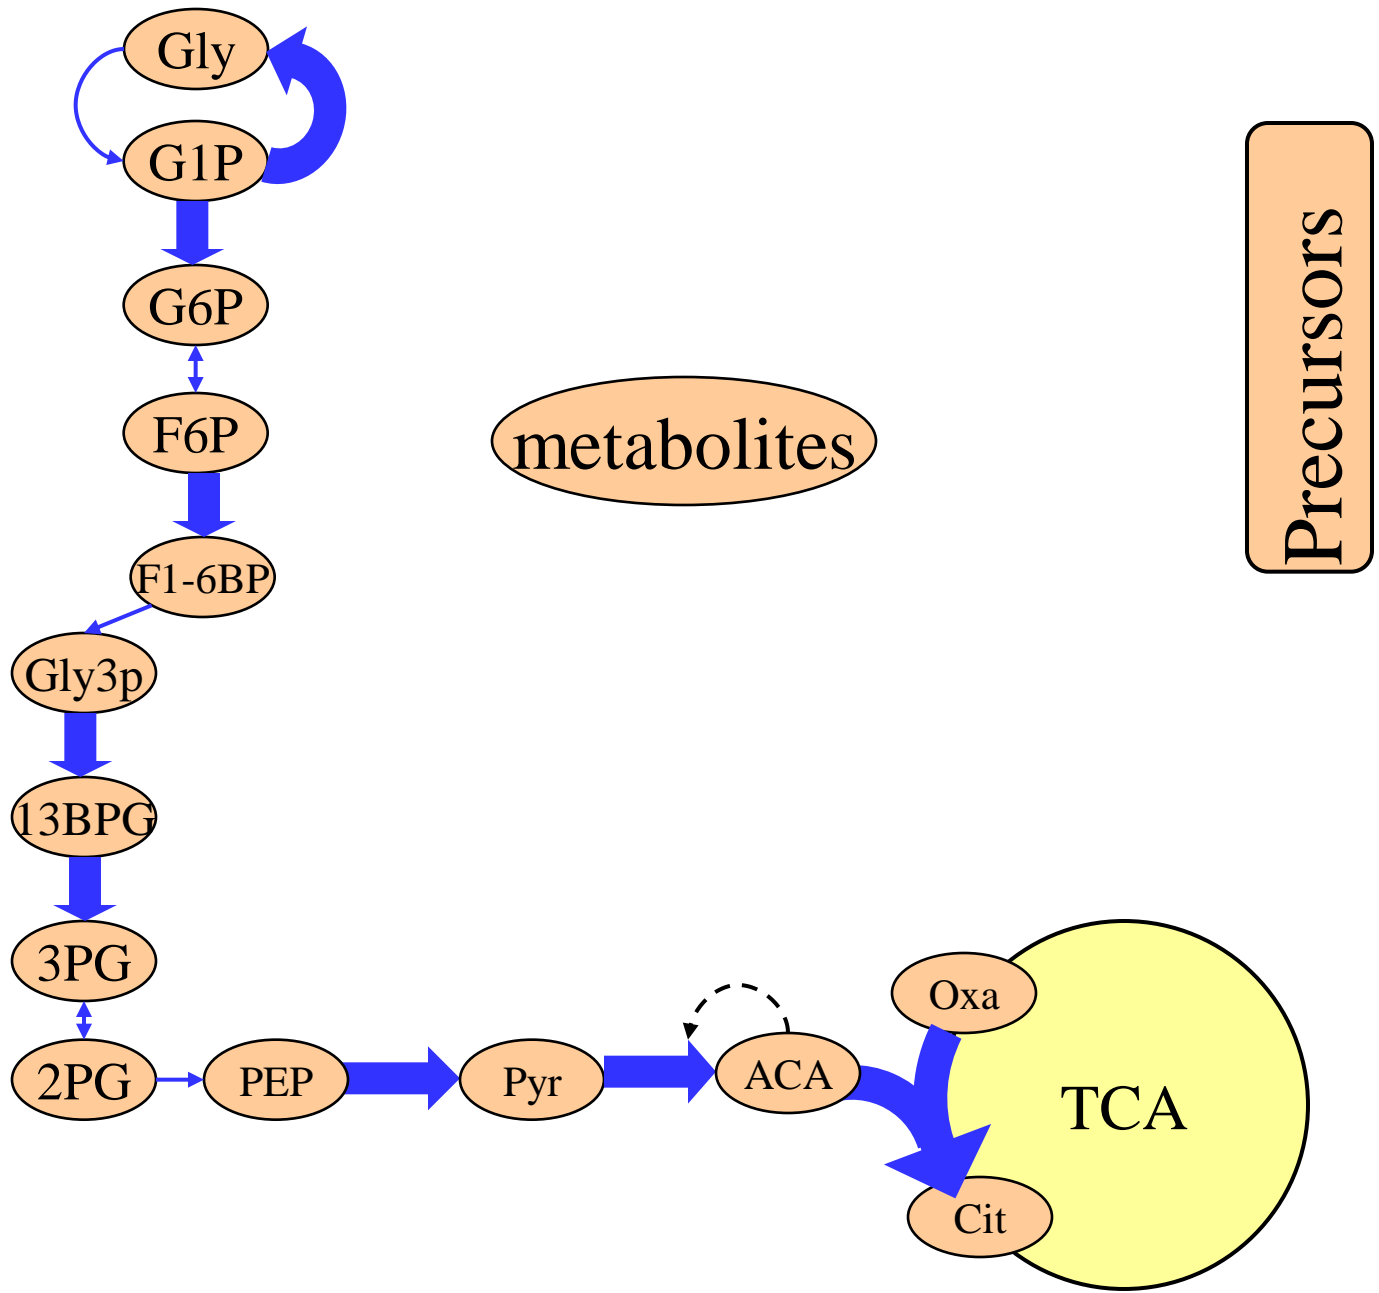 Gly
G1P
G6P
F6P
F1-6BP
Gly3p
13BPG
3PG
2PG
PEP
Pyr
ACA
Oxa
TCA
Cit
metabolites
Precursors